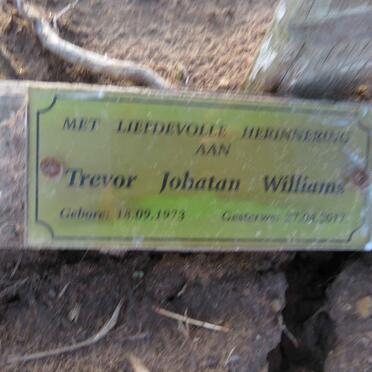 MET LIEFDEVOLLE HERINNERING
AAN
Trevor Johatan Williams
Gebore: 18.09.1973 Gesterwe: 27.04.2017